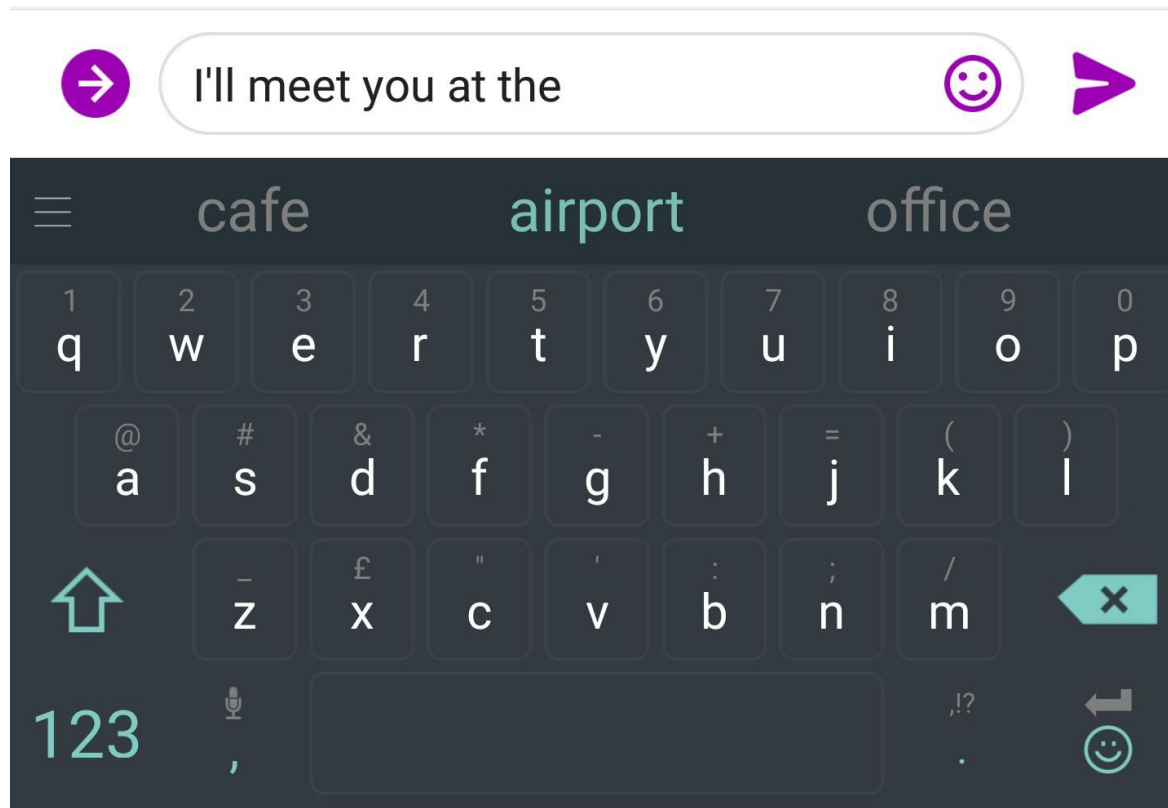 I'll meet you at the
cafe airport office
1 2 3 4 5 6 7 8 9 0
q w e r t y u i o p
@ # & * - + = ( )
a s d f g h j k l
_ £ " ' : ; /
z x c v b n m
,!?
123 , .